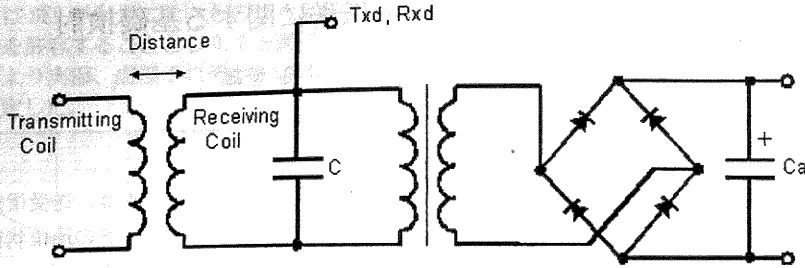 Txd, Rxd
Distance
Transmitting
Coil
Receiving
Coil
C
+
Ca